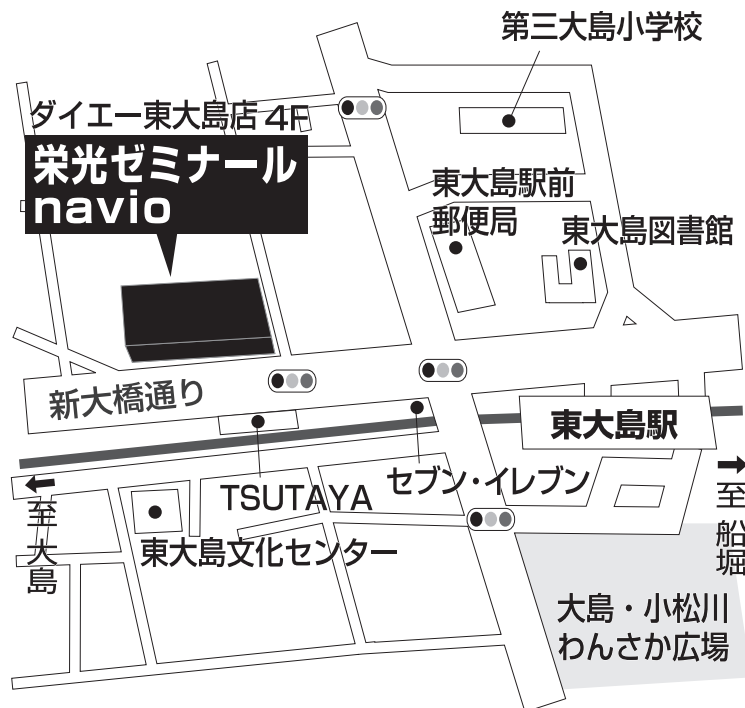 第三大島小学校
ダイエー東大島店 4F
栄光ゼミナール
navio
東大島駅前
郵便局
東大島図書館
新大橋通り
東大島駅
セブン・イレブン
TSUTAYA
至 大島
至 船堀
東大島文化センター
大島・小松川
わんさか広場